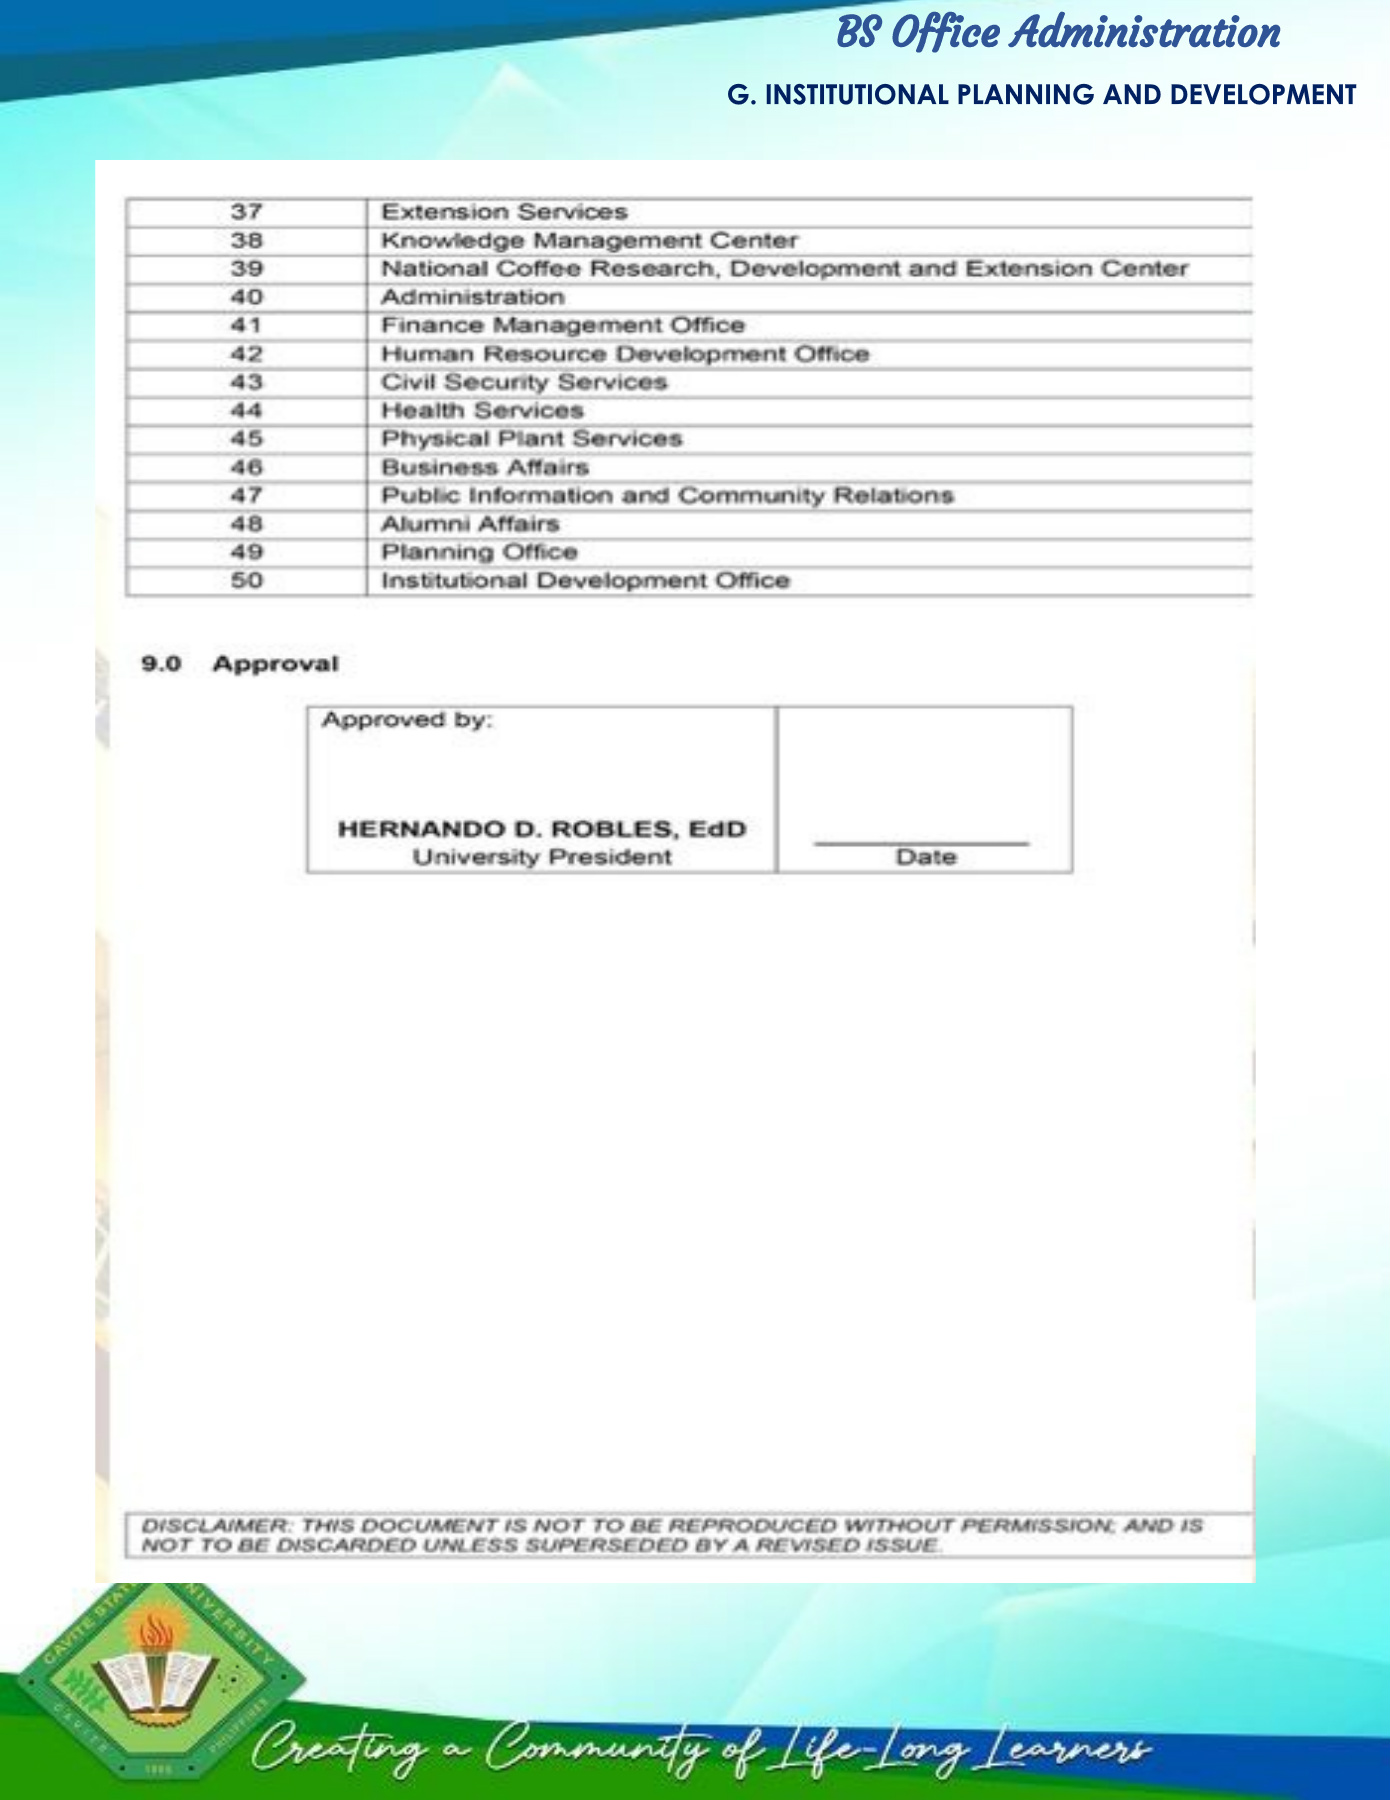 BS Office Administration
G. INSTITUTIONAL PLANNING AND DEVELOPMENT
37 Extension Services
38 Knowledge Management Center
39 National Coffee Research, Development and Extension Center
40 Administration
41 Finance Management Office
42 Human Resource Development Office
43 Civil Security Services
44 Health Services
45 Physical Plant Services
46 Business Affairs
47 Public Information and Community Relations
48 Alumni Affairs
49 Planning Office
50 Institutional Development Office
9.0 Approval
Approved by:
HERNANDO D. ROBLES, EdD
University President
Date
DISCLAIMER: THIS DOCUMENT IS NOT TO BE REPRODUCED WITHOUT PERMISSION; AND IS
NOT TO BE DISCARDED UNLESS SUPERSEDED BY A REVISED ISSUE.
CAVITE STATE UNIVERSITY
CAVITE
PHILIPPINES
1906
Creating a Community of Life-Long Learners